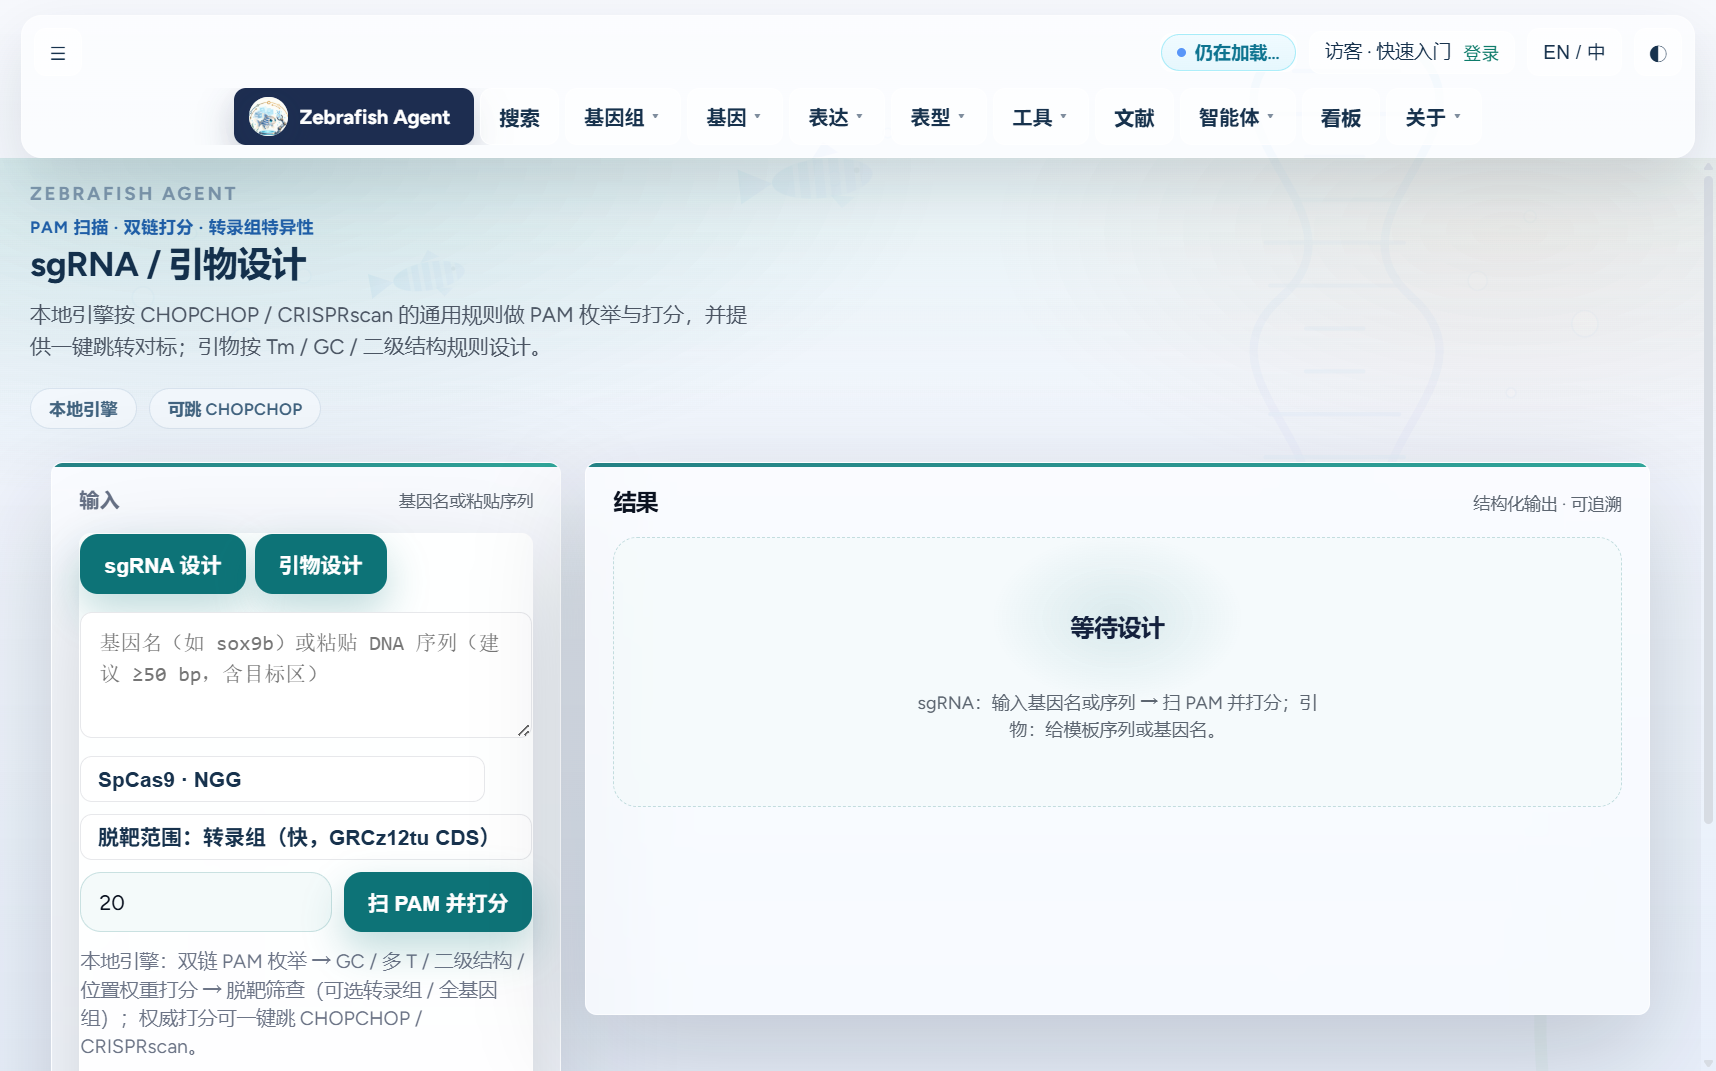 ☰
仍在加载...
访客 · 快速入门 登录
EN / 中
Zebrafish Agent
搜索
基因组
基因
表达
表型
工具
文献
智能体
看板
关于
ZEBRAFISH AGENT
PAM 扫描 · 双链打分 · 转录组特异性
sgRNA / 引物设计
本地引擎按 CHOPCHOP / CRISPRscan 的通用规则做 PAM 枚举与打分，并提
供一键跳转对标；引物按 Tm / GC / 二级结构规则设计。
本地引擎
可跳 CHOPCHOP
输入
基因名或粘贴序列
sgRNA 设计
引物设计
基因名（如 sox9b）或粘贴 DNA 序列（建
议 ≥50 bp，含目标区）
SpCas9 · NGG
脱靶范围：转录组（快，GRCz12tu CDS）
20
扫 PAM 并打分
本地引擎：双链 PAM 枚举 → GC / 多 T / 二级结构 /
位置权重打分 → 脱靶筛查（可选转录组 / 全基因
组）；权威打分可一键跳 CHOPCHOP /
CRISPRscan。
结果
结构化输出 · 可追溯
等待设计
sgRNA：输入基因名或序列 → 扫 PAM 并打分；引
物：给模板序列或基因名。